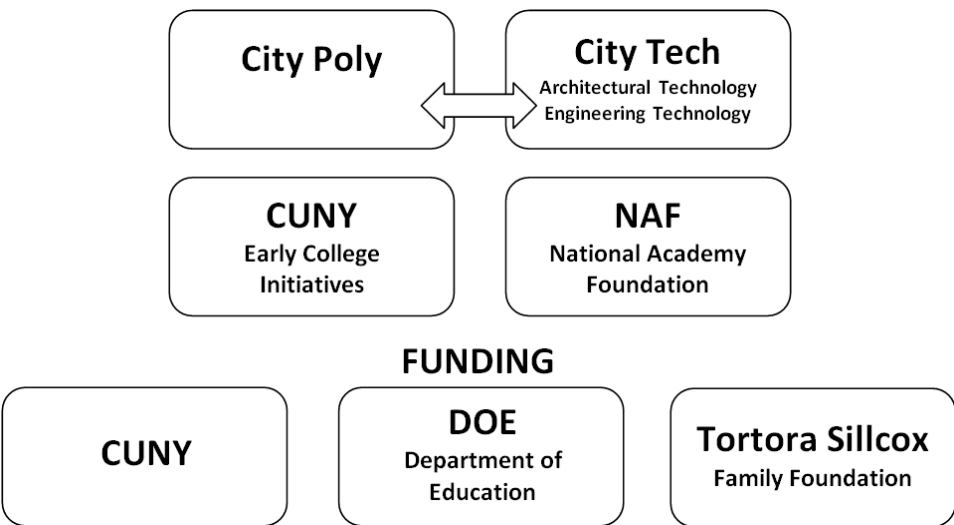 City Poly
City Tech
Architectural Technology
Engineering Technology
CUNY
Early College
Initiatives
NAF
National Academy
Foundation
FUNDING
CUNY
DOE
Department of
Education
Tortora Sillcox
Family Foundation